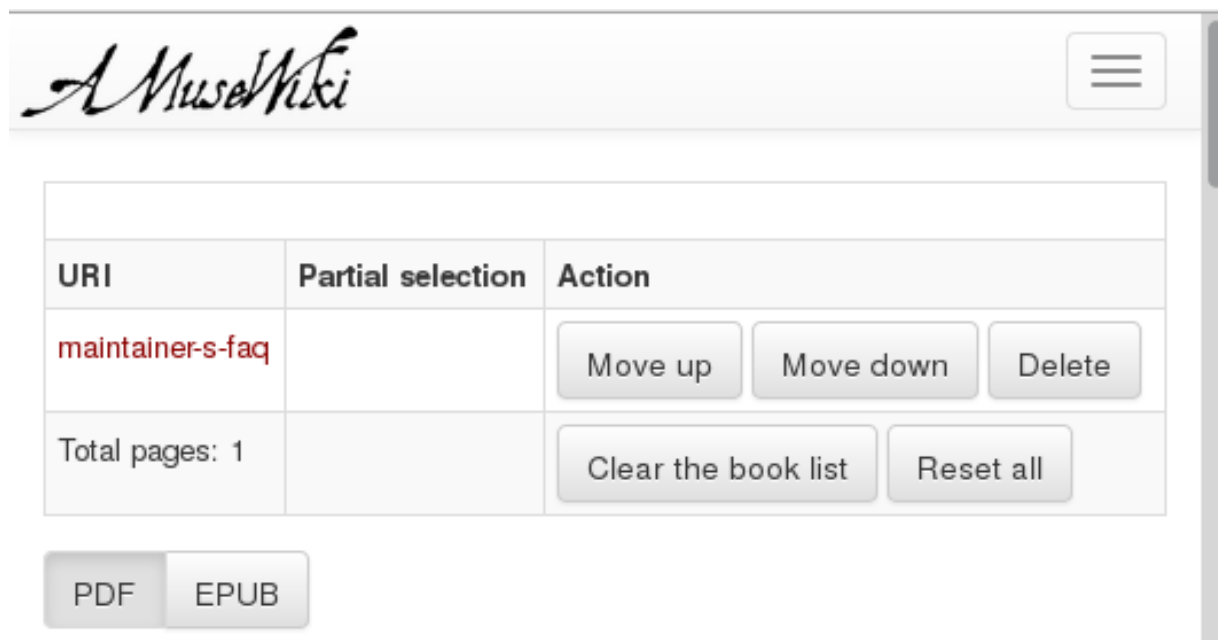 A MuseWiki
URI Partial selection Action
maintainer-s-faq Move up Move down Delete
Total pages: 1 Clear the book list Reset all
PDF EPUB